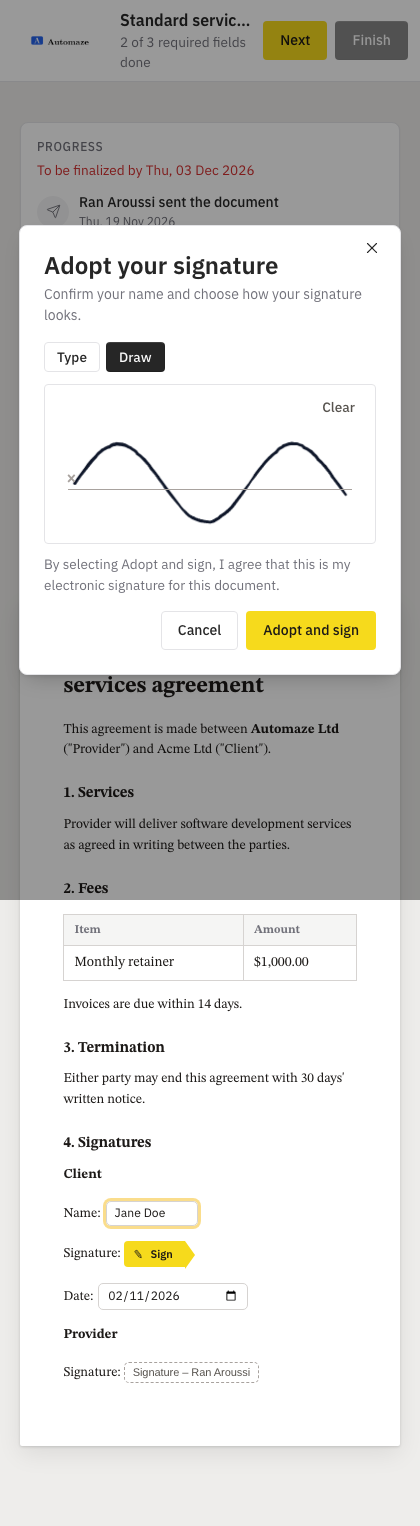 A Automaze
Standard servic...
2 of 3 required fields
done
Next
Finish
PROGRESS
To be finalized by Thu, 03 Dec 2026
Ran Aroussi sent the document
Thu, 19 Nov 2026
Adopt your signature
Confirm your name and choose how your signature
looks.
Type
Draw
Clear
×
By selecting Adopt and sign, I agree that this is my
electronic signature for this document.
Cancel
Adopt and sign
services agreement
This agreement is made between Automaze Ltd
("Provider") and Acme Ltd ("Client").
1. Services
Provider will deliver software development services
as agreed in writing between the parties.
2. Fees
Item Amount
Monthly retainer $1,000.00
Invoices are due within 14 days.
3. Termination
Either party may end this agreement with 30 days'
written notice.
4. Signatures
Client
Name: Jane Doe
Signature: ✎ Sign
Date: 02/11/2026
Provider
Signature: Signature – Ran Aroussi